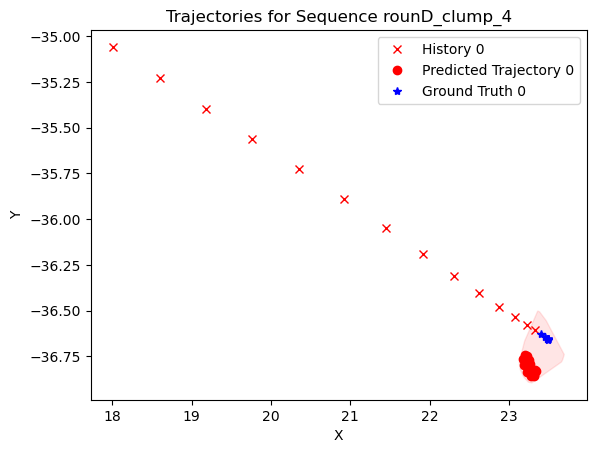 Trajectories for Sequence rounD_clump_4
History 0
Predicted Trajectory 0
Ground Truth 0
−35.00
−35.25
−35.50
−35.75
−36.00
−36.25
−36.50
−36.75
Y
18 19 20 21 22 23
X